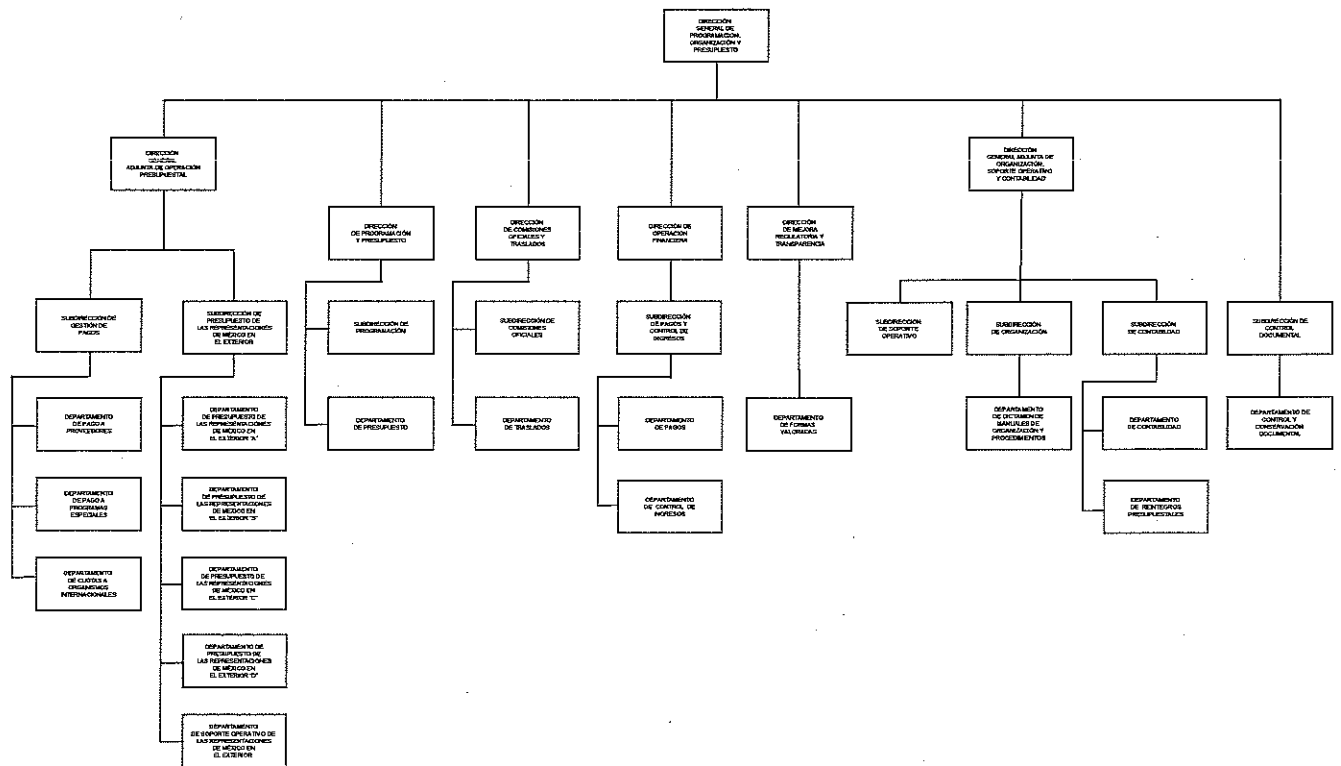 DIRECCIÓN
GENERAL DE
PROGRAMACION,
ORGANIZACIÓN Y
PRESUPUESTO
DIRECCIÓN
ADJUNTA DE OPERACIÓN
PRESUPUESTAL
DIRECCIÓN
GENERAL ADJUNTA DE
ORGANIZACIÓN,
SOPORTE OPERATIVO
Y CONTABILIDAD
DIRECCIÓN
DE PROGRAMACIÓN
Y PRESUPUESTO
DIRECCIÓN
DE COMISIONES
OFICIALES Y
TRASLADOS
DIRECCIÓN DE
OPERACION
FINANCIERA
DIRECCIÓN
DE MEJORA
REGULATORIA Y
TRANSPARENCIA
SUBDIRECCIÓN DE
GESTIÓN DE
PAGOS
SUBDIRECCIÓN DE
PRESUPUESTO DE
LAS REPRESENTACIONES
DE MÉXICO EN
EL EXTERIOR
SUBDIRECCIÓN DE
PROGRAMACIÓN
SUBDIRECCIÓN DE
COMISIONES
OFICIALES
SUBDIRECCIÓN
DE PAGOS Y
CONTROL DE
INGRESOS
SUBDIRECCIÓN
DE SOPORTE
OPERATIVO
SUBDIRECCIÓN
DE ORGANIZACIÓN
SUBDIRECCIÓN
DE CONTABILIDAD
SUBDIRECCIÓN DE
CONTROL
DOCUMENTAL
DEPARTAMENTO
DE PAGO A
PROVEEDORES
DEPARTAMENTO
DE PRESUPUESTO DE
LAS REPRESENTACIONES
DE MÉXICO EN
EL EXTERIOR "A"
DEPARTAMENTO
DE PRESUPUESTO
DEPARTAMENTO
DE TRASLADOS
DEPARTAMENTO
DE PAGOS
DEPARTAMENTO
DE FORMAS
VALORADAS
DEPARTAMENTO
DE DICTAMEN DE
MANUALES DE
ORGANIZACIÓN Y
PROCEDIMIENTOS
DEPARTAMENTO
DE CONTABILIDAD
DEPARTAMENTO DE
CONTROL Y
CONSERVACIÓN
DOCUMENTAL
DEPARTAMENTO
DE PAGO A
PROGRAMAS
ESPECIALES
DEPARTAMENTO
DE PRESUPUESTO DE
LAS REPRESENTACIONES
DE MÉXICO EN
EL EXTERIOR "B"
DEPARTAMENTO
DE CONTROL DE
INGRESOS
DEPARTAMENTO
DE REINTEGROS
PRESUPUESTALES
DEPARTAMENTO
DE CUOTAS A
ORGANISMOS
INTERNACIONALES
DEPARTAMENTO
DE PRESUPUESTO DE
LAS REPRESENTACIONES
DE MÉXICO EN
EL EXTERIOR "C"
DEPARTAMENTO DE
PRESUPUESTO DE
LAS REPRESENTACIONES
DE MÉXICO EN
EL EXTERIOR "D"
DEPARTAMENTO
DE SOPORTE OPERATIVO DE
LAS REPRESENTACIONES
DE MÉXICO EN
EL EXTERIOR